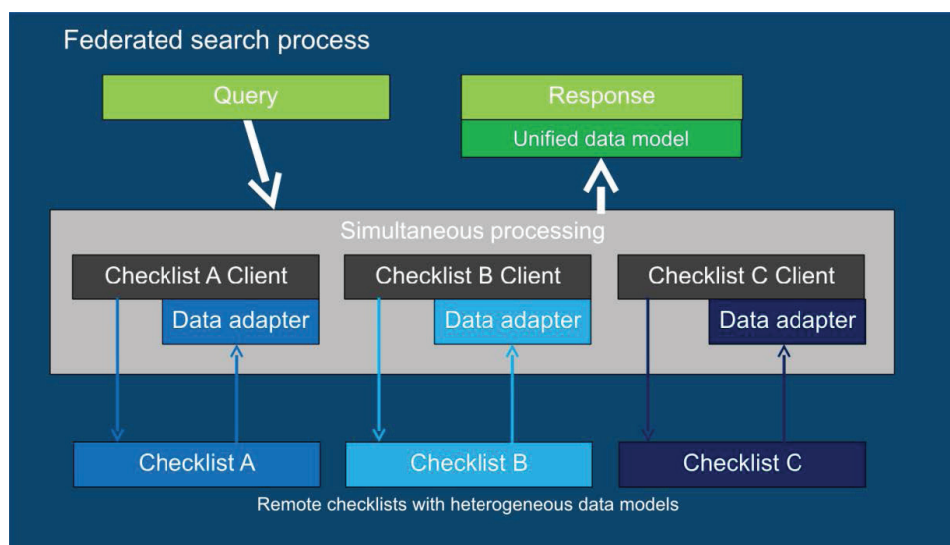 Federated search process
Query
Response
Unified data model
Simultaneous processing
Checklist A Client
Checklist B Client
Checklist C Client
Data adapter
Data adapter
Data adapter
Checklist A
Checklist B
Checklist C
Remote checklists with heterogeneous data models